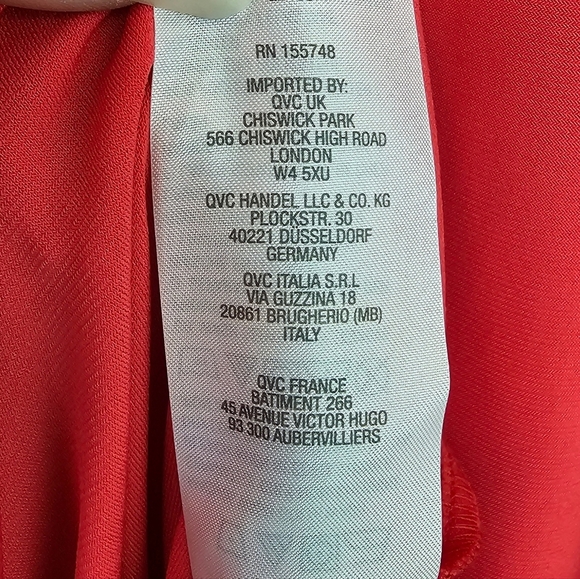 RN 155748
IMPORTED BY:
QVC UK
CHISWICK PARK
566 CHISWICK HIGH ROAD
LONDON
W4 5XU
QVC HANDEL LLC & CO. KG
PLOCKSTR. 30
40221 DÜSSELDORF
GERMANY
QVC ITALIA S.R.L
VIA GUZZINA 18
20861 BRUGHERIO (MB)
ITALY
QVC FRANCE
BATIMENT 266
45 AVENUE VICTOR HUGO
93 300 AUBERVILLIERS